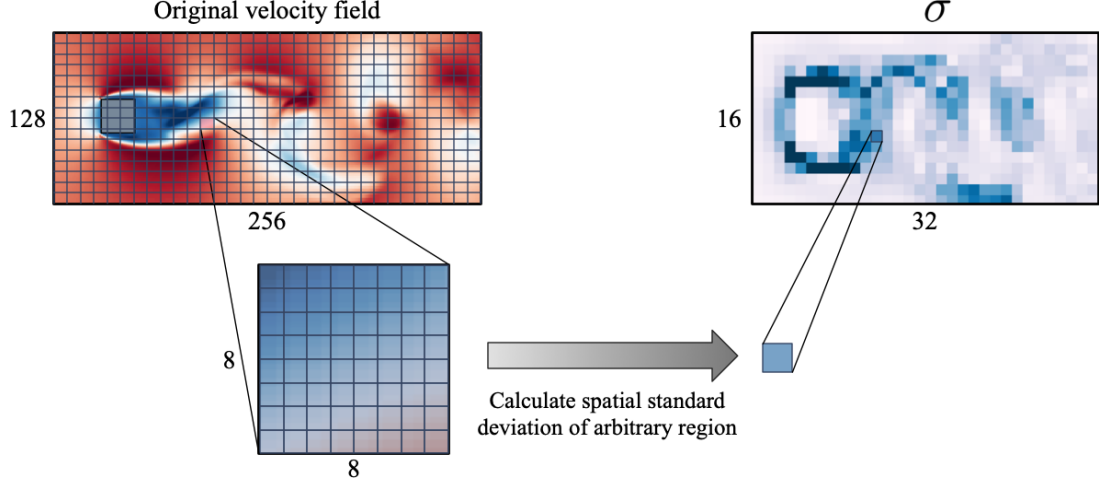 Original velocity field
σ
128
16
256
32
8
8
Calculate spatial standard
deviation of arbitrary region